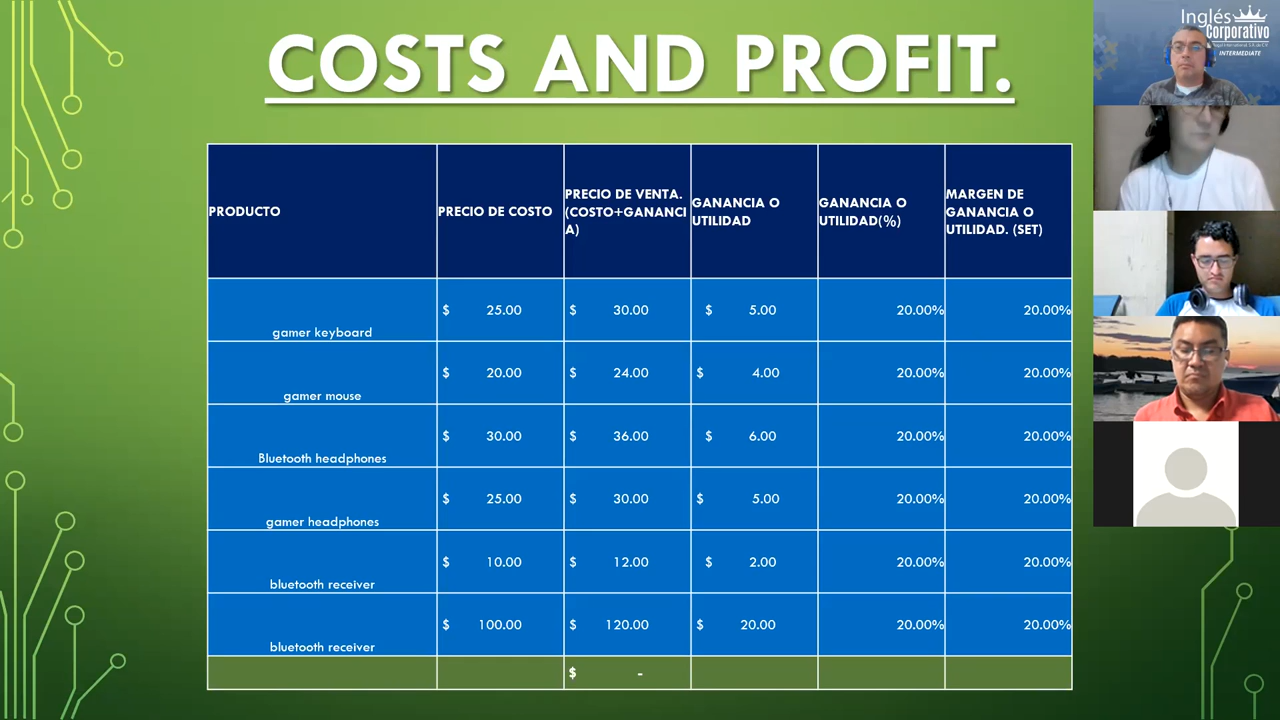 COSTS AND PROFIT.
PRODUCTO
PRECIO DE COSTO
PRECIO DE VENTA.
(COSTO+GANANCI
A)
GANANCIA O
UTILIDAD
GANANCIA O
UTILIDAD(%)
MARGEN DE
GANANCIA O
UTILIDAD. (SET)
gamer keyboard $ 25.00 $ 30.00 $ 5.00 20.00% 20.00%
gamer mouse $ 20.00 $ 24.00 $ 4.00 20.00% 20.00%
Bluetooth headphones $ 30.00 $ 36.00 $ 6.00 20.00% 20.00%
gamer headphones $ 25.00 $ 30.00 $ 5.00 20.00% 20.00%
bluetooth receiver $ 10.00 $ 12.00 $ 2.00 20.00% 20.00%
bluetooth receiver $ 100.00 $ 120.00 $ 20.00 20.00% 20.00%
$ -
Inglés
Corporativo
INTERMEDIATE